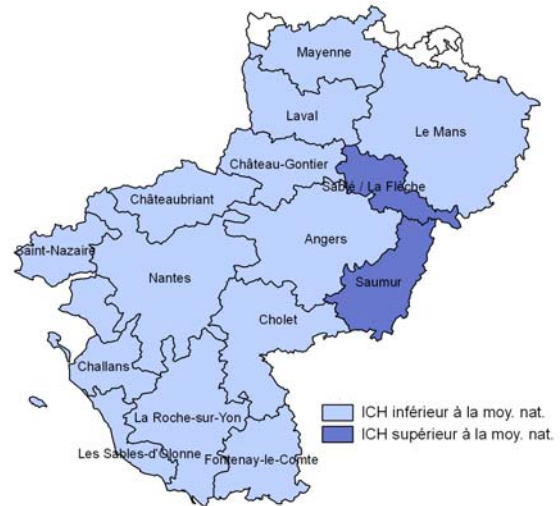 Mayenne
Laval
Le Mans
Château-Gontier
Sablé / La Flèche
Châteaubriant
Angers
Saint-Nazaire
Nantes
Saumur
Cholet
Challans
La Roche-sur-Yon
Les Sables-d'Olonne
Fontenay-le-Comte
ICH inférieur à la moy. nat.
ICH supérieur à la moy. nat.